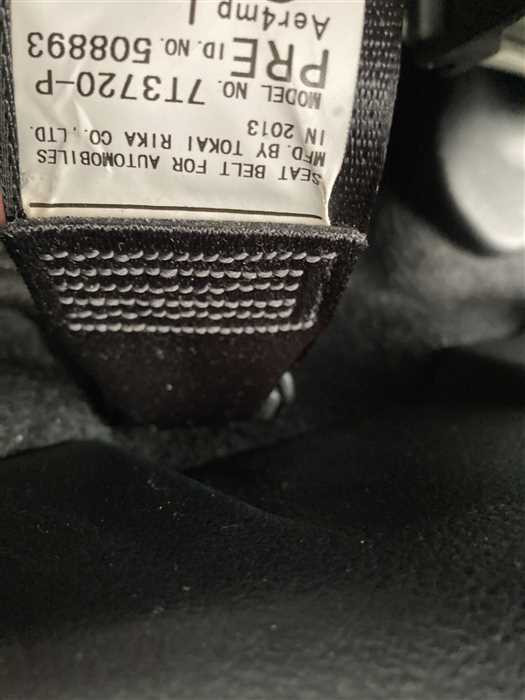 SEAT BELT FOR AUTOMOBILES
MFD. BY TOKAI RIKA CO., LTD.
IN 2013
MODEL NO. 7T3720-P
PRE ID. NO. 508893
Aer4mp